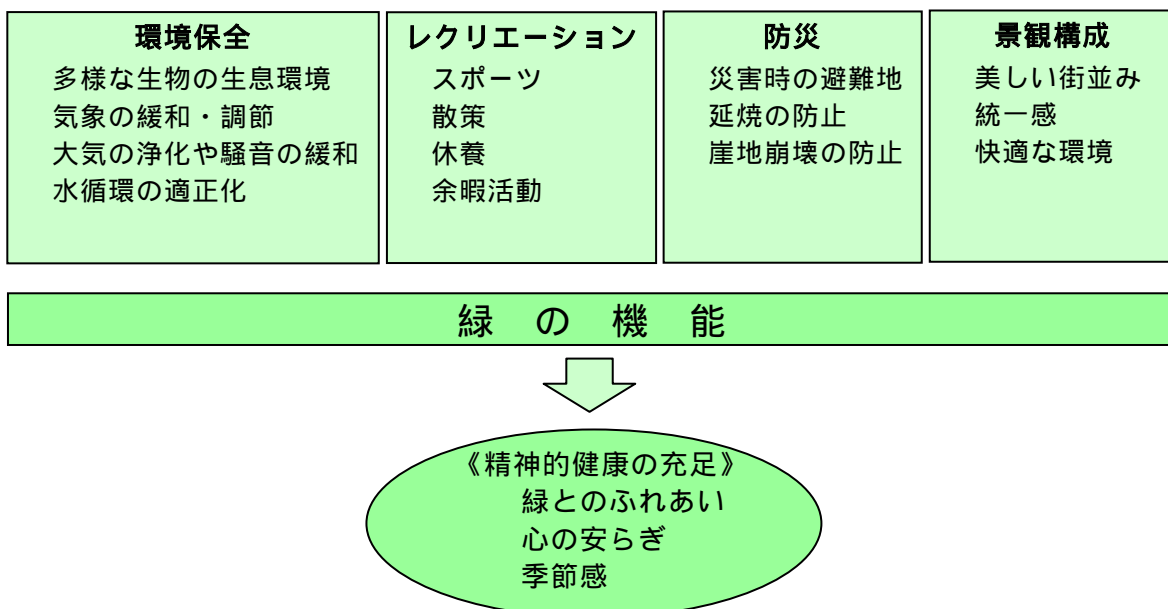 環境保全
多様な生物の生息環境
気象の緩和・調節
大気の浄化や騒音の緩和
水循環の適正化
レクリエーション
スポーツ
散策
休養
余暇活動
防災
災害時の避難地
延焼の防止
崖地崩壊の防止
景観構成
美しい街並み
統一感
快適な環境
緑の機能
《精神的健康の充足》
緑とのふれあい
心の安らぎ
季節感